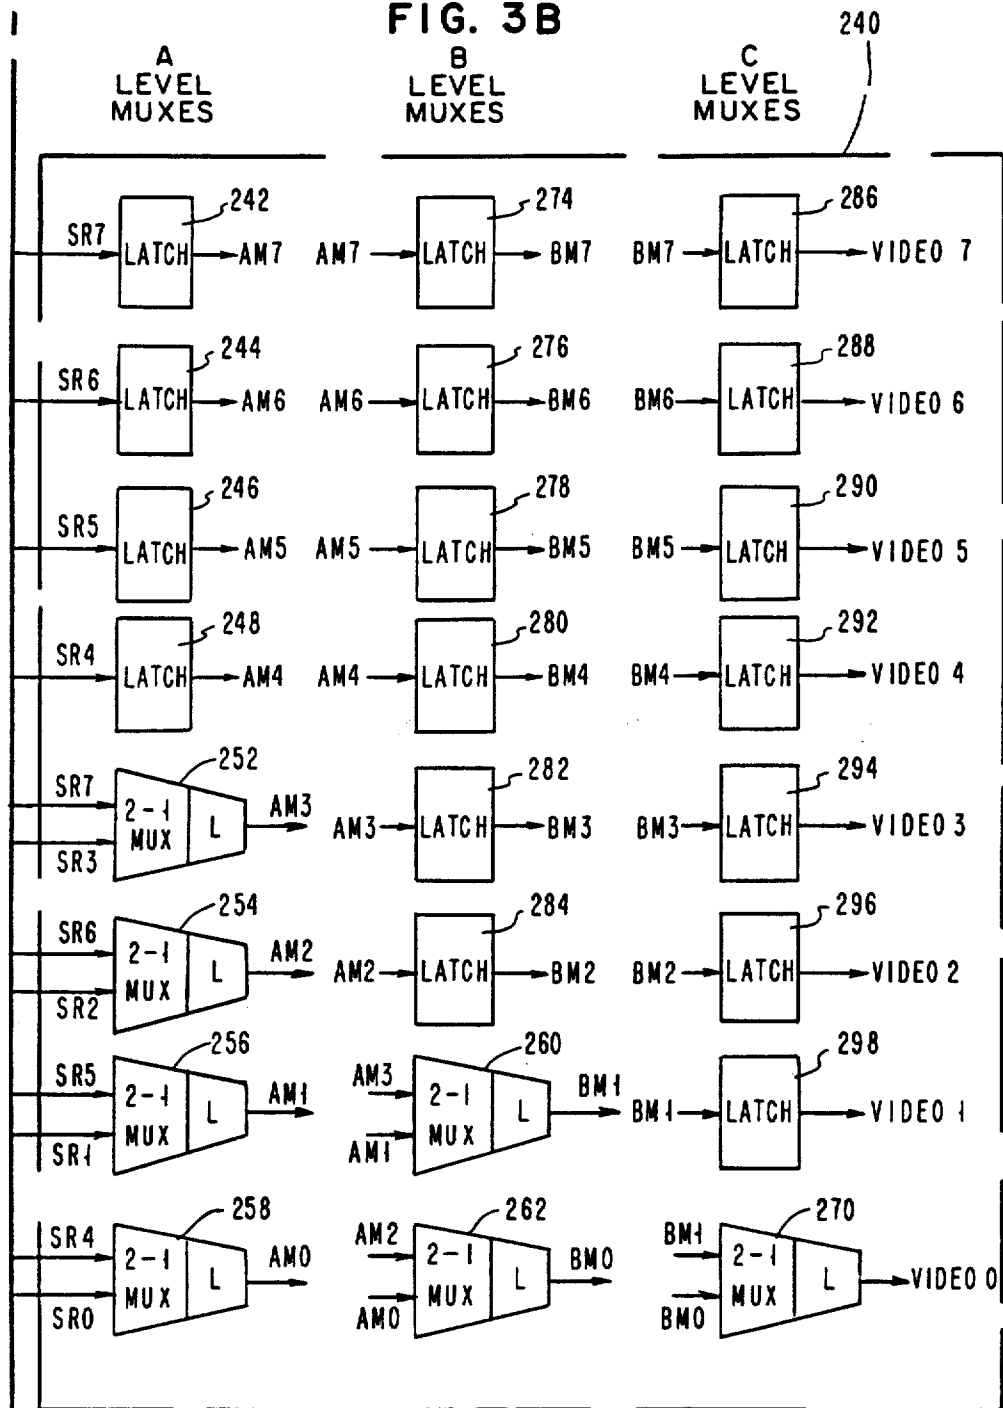 FIG. 3B
240
A LEVEL MUXES
B LEVEL MUXES
C LEVEL MUXES
SR7 LATCH 242 AM7
AM7 LATCH 274 BM7
BM7 LATCH 286 VIDEO 7
SR6 LATCH 244 AM6
AM6 LATCH 276 BM6
BM6 LATCH 288 VIDEO 6
SR5 LATCH 246 AM5
AM5 LATCH 278 BM5
BM5 LATCH 290 VIDEO 5
SR4 LATCH 248 AM4
AM4 LATCH 280 BM4
BM4 LATCH 292 VIDEO 4
SR7 SR3 2-1 MUX L 252 AM3
AM3 LATCH 282 BM3
BM3 LATCH 294 VIDEO 3
SR6 SR2 2-1 MUX L 254 AM2
AM2 LATCH 284 BM2
BM2 LATCH 296 VIDEO 2
SR5 SR1 2-1 MUX L 256 AM1
AM3 AM1 2-1 MUX L 260 BM1
BM1 LATCH 298 VIDEO 1
SR4 SR0 2-1 MUX L 258 AM0
AM2 AM0 2-1 MUX L 262 BM0
BM1 BM0 2-1 MUX L 270 VIDEO 0